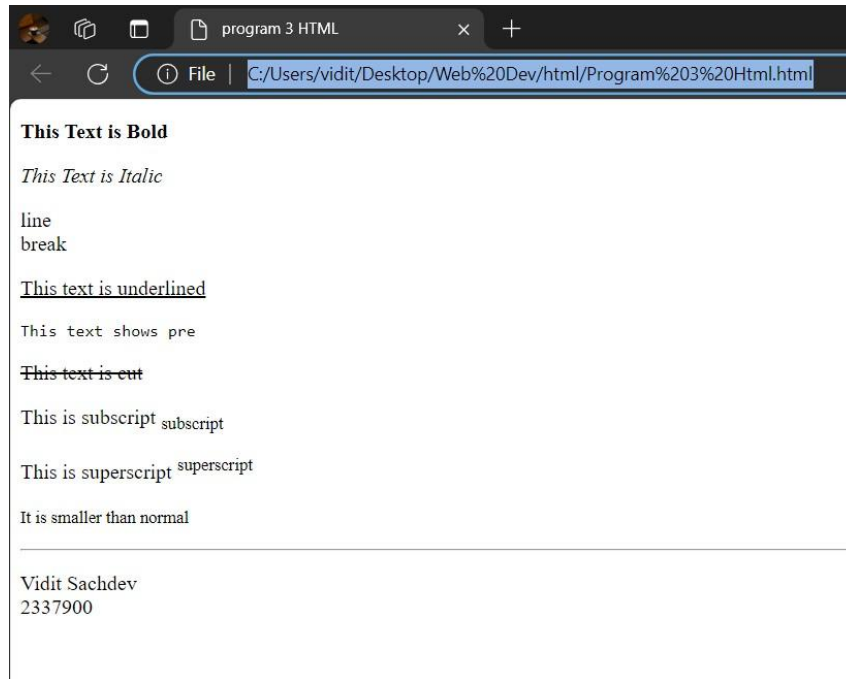 program 3 HTML
File | C:/Users/vidit/Desktop/Web%20Dev/html/Program%203%20Html.html
This Text is Bold
This Text is Italic
line
break
This text is underlined
This text shows pre
This text is cut
This is subscript subscript
This is superscript superscript
It is smaller than normal
Vidit Sachdev
2337900